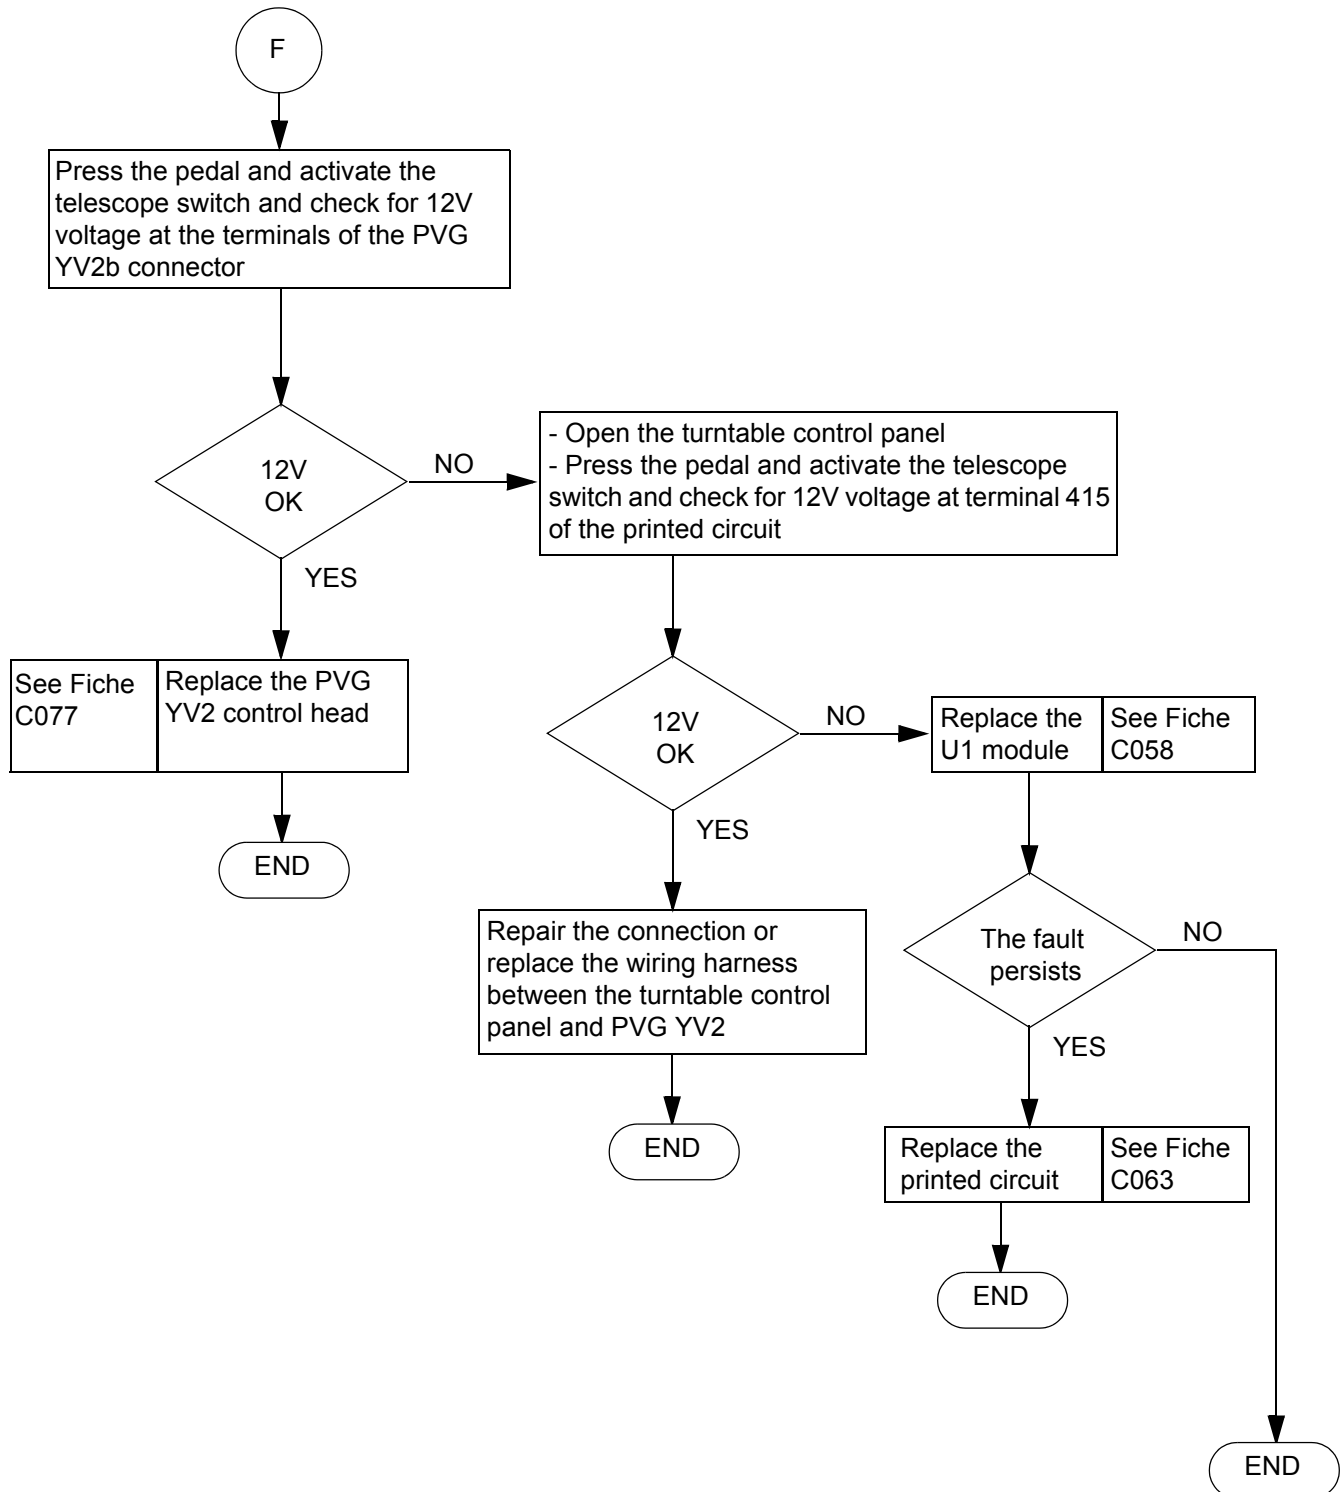 F
Press the pedal and activate the
telescope switch and check for 12V
voltage at the terminals of the PVG
YV2b connector
12V
OK
NO
YES
- Open the turntable control panel
- Press the pedal and activate the telescope
switch and check for 12V voltage at terminal 415
of the printed circuit
See Fiche
C077
Replace the PVG
YV2 control head
END
12V
OK
NO
YES
Replace the
U1 module
See Fiche
C058
Repair the connection or
replace the wiring harness
between the turntable control
panel and PVG YV2
END
The fault
persists
NO
YES
Replace the
printed circuit
See Fiche
C063
END
END